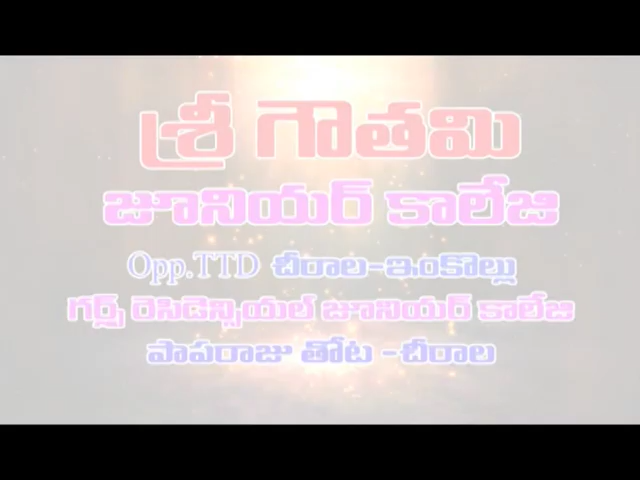 శ్రీ గౌతమి
జూనియర్ కాలేజి
Opp.TTD చీరాల-ఇంకొల్లు
గర్ల్స్ రెసిడెన్సియల్ జూనియర్ కాలేజి
పాపరాజు తోట -చీరాల